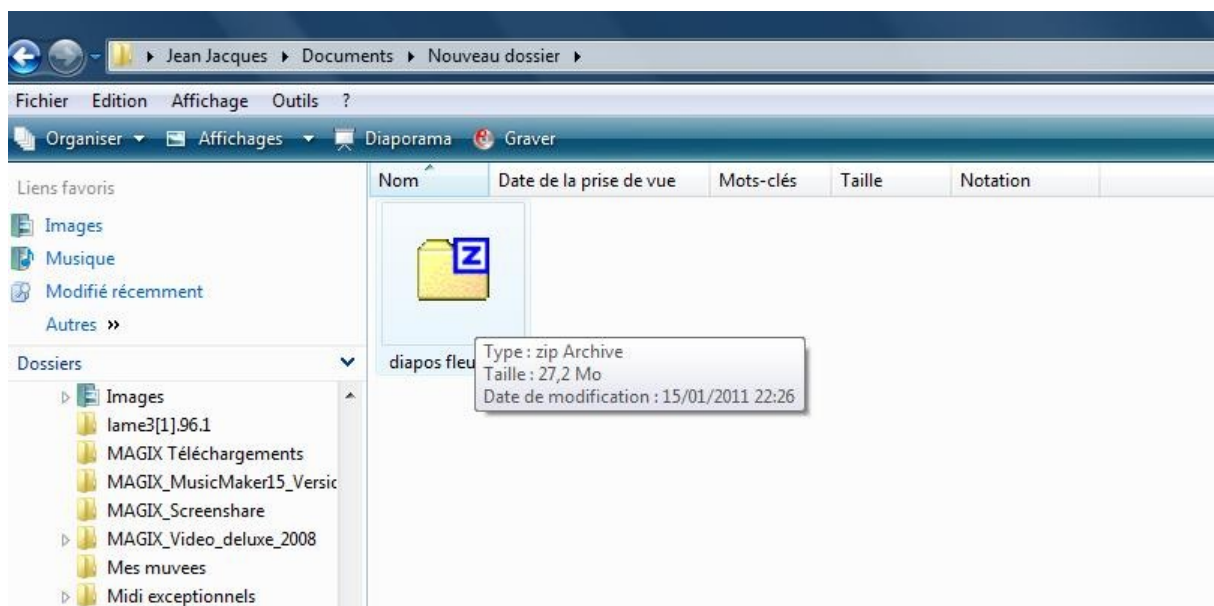 Jean Jacques ▸ Documents ▸ Nouveau dossier ▸
Fichier Edition Affichage Outils ?
Organiser Affichages Diaporama Graver
Liens favoris
Images
Musique
Modifié récemment
Autres »
Dossiers
Images
lame3[1].96.1
MAGIX Téléchargements
MAGIX_MusicMaker15_Versic
MAGIX_Screenshare
MAGIX_Video_deluxe_2008
Mes muvees
Midi exceptionnels
Nom Date de la prise de vue Mots-clés Taille Notation
Z
diapos fleu
Type : zip Archive
Taille : 27,2 Mo
Date de modification : 15/01/2011 22:26